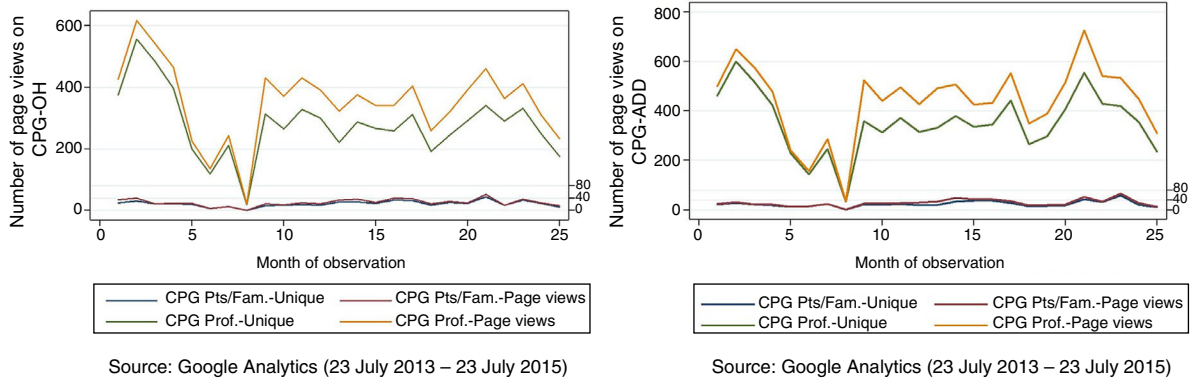 Number of page views on
CPG-OH
600
400
200
0
80
40
0
0
5
10
15
20
25
Month of observation
CPG Pts/Fam.-Unique
CPG Pts/Fam.-Page views
CPG Prof.-Unique
CPG Prof.-Page views
Source: Google Analytics (23 July 2013 – 23 July 2015)
Number of page views on
CPG-ADD
800
600
400
200
0
80
40
0
0
5
10
15
20
25
Month of observation
CPG Pts/Fam.-Unique
CPG Pts/Fam.-Page views
CPG Prof.-Unique
CPG Prof.-Page views
Source: Google Analytics (23 July 2013 – 23 July 2015)